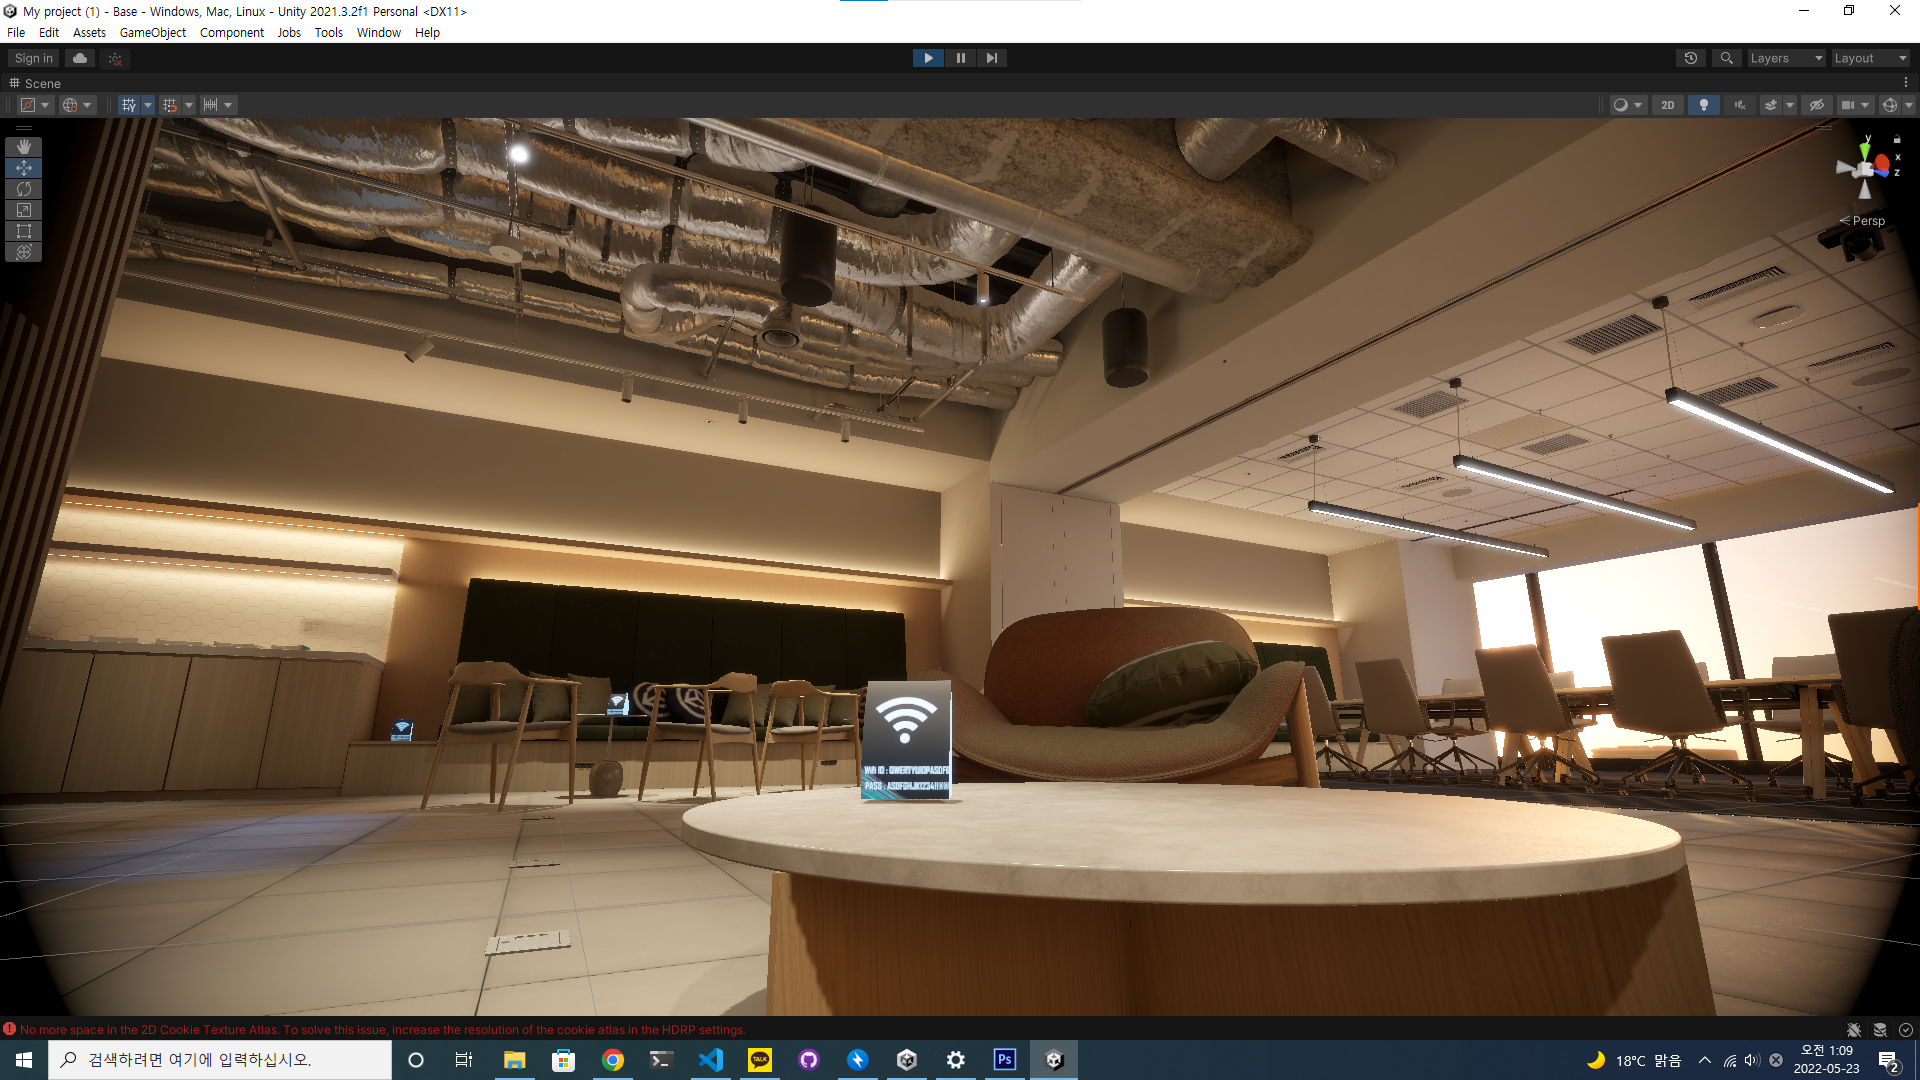 My project (1) - Base - Windows, Mac, Linux - Unity 2021.3.2f1 Personal <DX11>
File Edit Assets GameObject Component Jobs Tools Window Help
Sign in
Layers
Layout
Scene
2D
y
x
z
Persp
Wifi ID : QWERTYUIOPASDFG
PASS : ASDFGHJK1234!!
No more space in the 2D Cookie Texture Atlas. To solve this issue, increase the resolution of the cookie atlas in the HDRP settings.
검색하려면 여기에 입력하십시오.
TALK
Ps
18°C 맑음
오전 1:09
2022-05-23
2